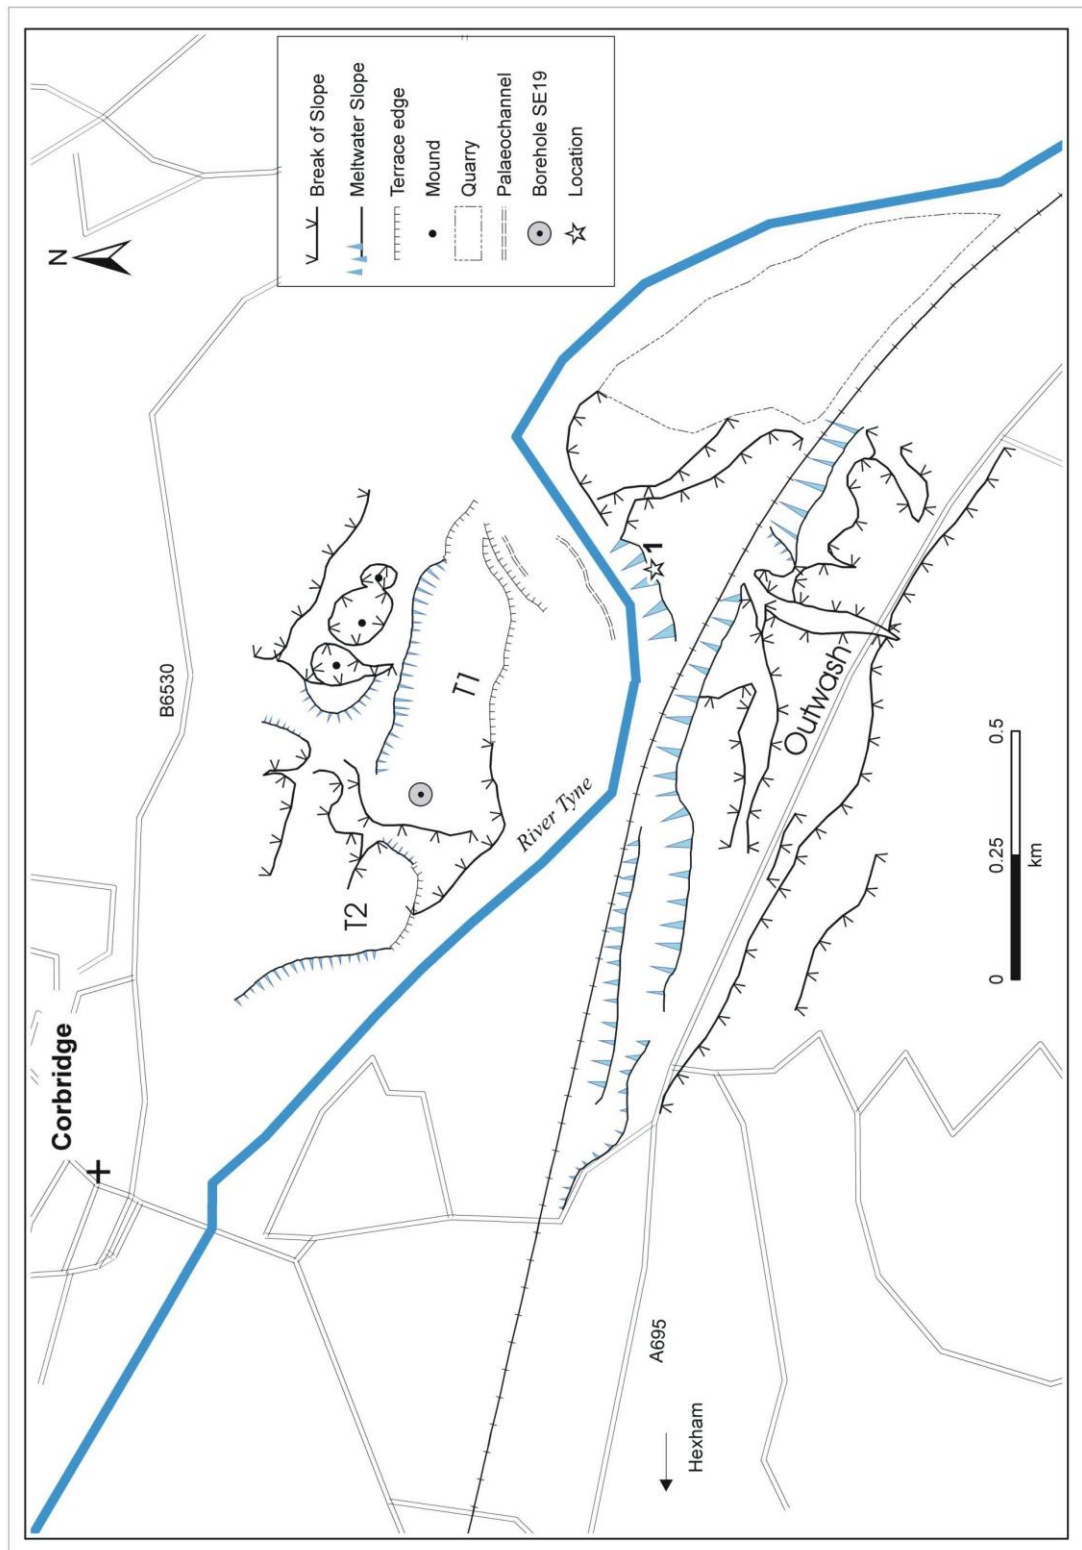 N
Corbridge
B6530
Break of Slope
Meltwater Slope
Terrace edge
Mound
Quarry
Palaeochannel
Borehole SE19
Location
T2
T1
River Tyne
1
Outwash
A695
Hexham
0 0.25 0.5
km